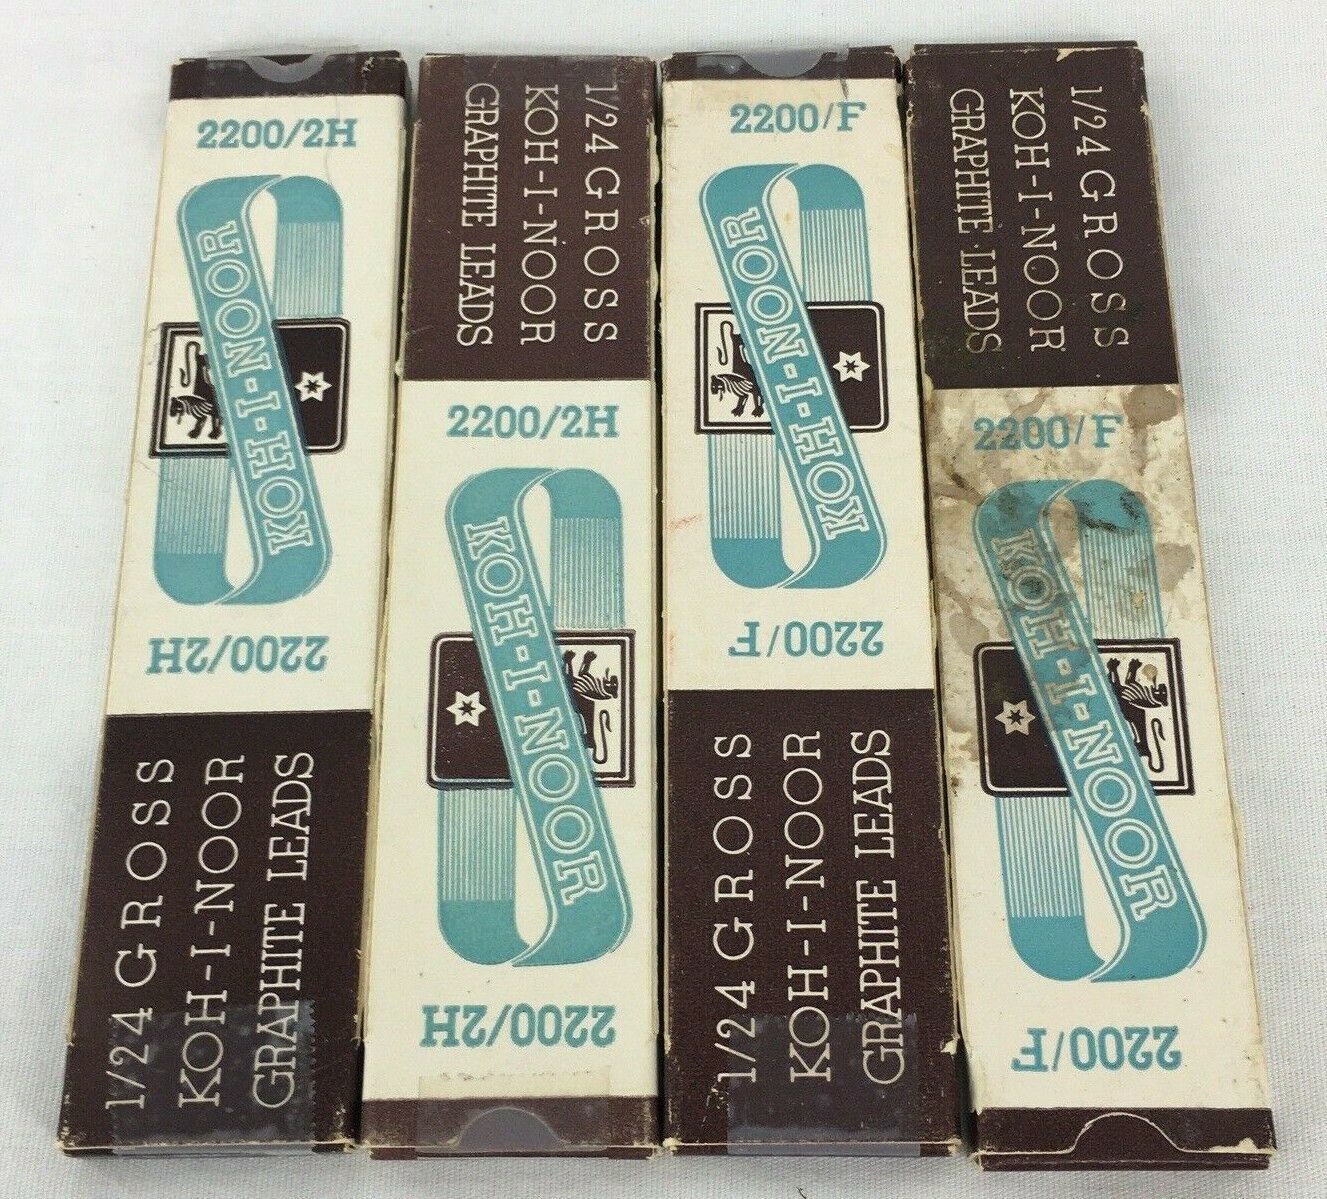 2200/2H
KOH-I-NOOR
2200/2H
1/24 GROSS
KOH-I-NOOR
GRAPHITE LEADS
1/24 GROSS
KOH-I-NOOR
GRAPHITE LEADS
2200/2H
KOH-I-NOOR
2200/2H
2200/F
KOH-I-NOOR
2200/F
1/24 GROSS
KOH-I-NOOR
GRAPHITE LEADS
1/24 GROSS
KOH-I-NOOR
GRAPHITE LEADS
2200/F
KOH-I-NOOR
2200/F